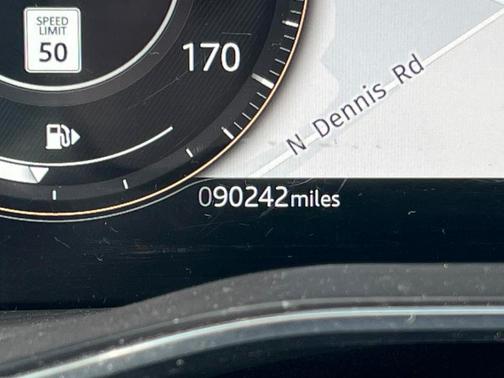 SPEED
LIMIT
50
170
N Dennis Rd
090242miles